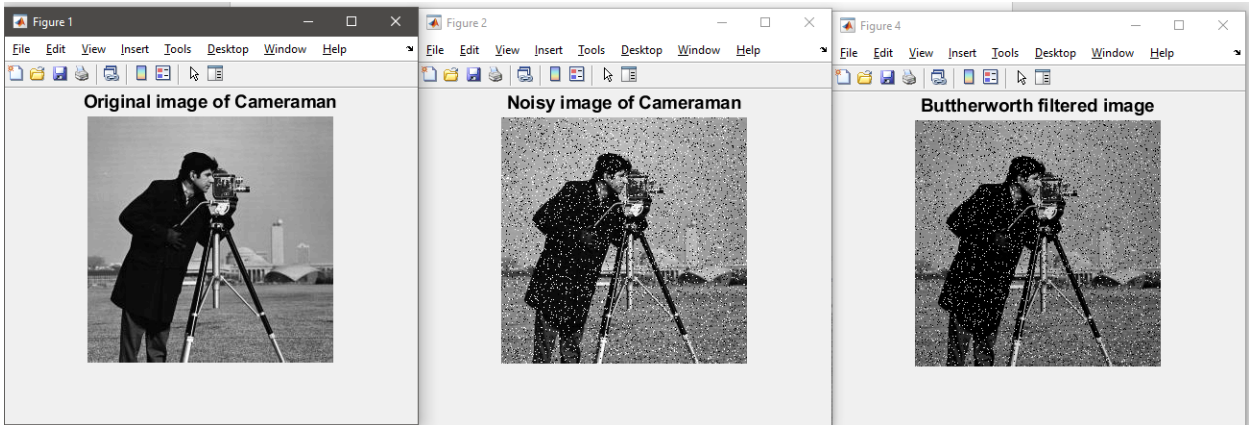 Figure 1
File Edit View Insert Tools Desktop Window Help
Original image of Cameraman
Figure 2
File Edit View Insert Tools Desktop Window Help
Noisy image of Cameraman
Figure 4
File Edit View Insert Tools Desktop Window Help
Buttherworth filtered image